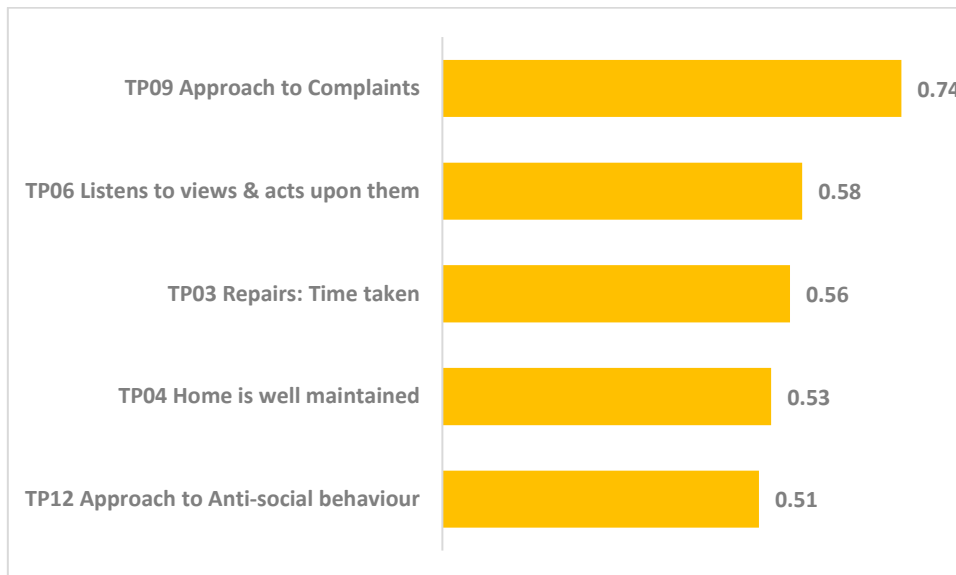 TP09 Approach to Complaints 0.74
TP06 Listens to views & acts upon them 0.58
TP03 Repairs: Time taken 0.56
TP04 Home is well maintained 0.53
TP12 Approach to Anti-social behaviour 0.51